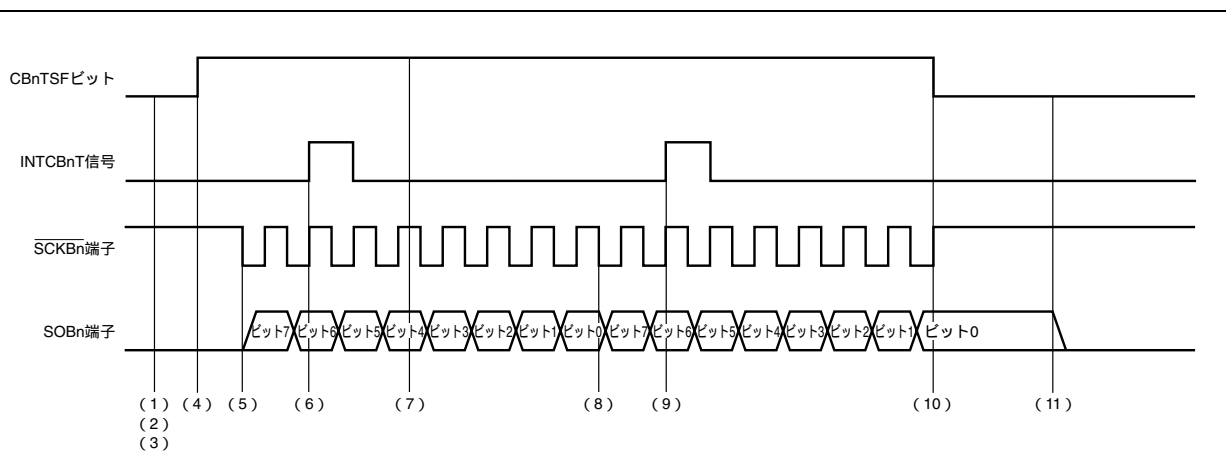 CBnTSFビット
INTCBnT信号
SCKBn端子
SOBn端子
ビット7 ビット6 ビット5 ビット4 ビット3 ビット2 ビット1 ビット0 ビット7 ビット6 ビット5 ビット4 ビット3 ビット2 ビット1 ビット0
（1）（4）（5）（6）（7）（8）（9）（10）（11）
（2）
（3）